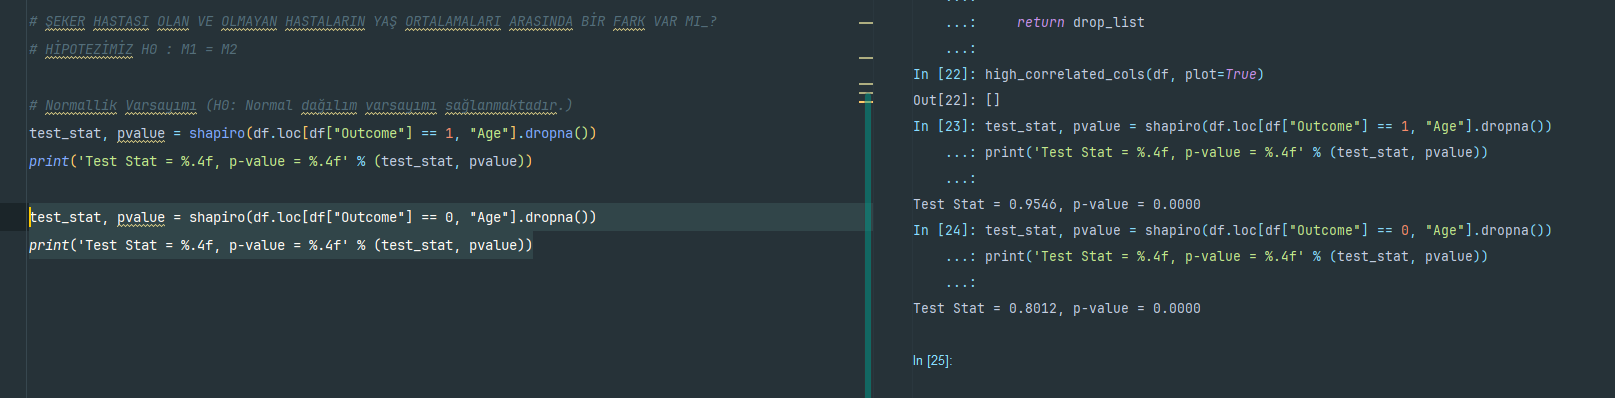 # ŞEKER HASTASI OLAN VE OLMAYAN HASTALARIN YAŞ ORTALAMALARI ARASINDA BİR FARK VAR MI_?
# HİPOTEZİMİZ H0 : M1 = M2
# Normallik Varsayımı (H0: Normal dağılım varsayımı sağlanmaktadır.)
test_stat, pvalue = shapiro(df.loc[df["Outcome"] == 1, "Age"].dropna())
print('Test Stat = %.4f, p-value = %.4f' % (test_stat, pvalue))
test_stat, pvalue = shapiro(df.loc[df["Outcome"] == 0, "Age"].dropna())
print('Test Stat = %.4f, p-value = %.4f' % (test_stat, pvalue))
...:     return drop_list
...:
In [22]: high_correlated_cols(df, plot=True)
Out[22]: []
In [23]: test_stat, pvalue = shapiro(df.loc[df["Outcome"] == 1, "Age"].dropna())
...: print('Test Stat = %.4f, p-value = %.4f' % (test_stat, pvalue))
...:
Test Stat = 0.9546, p-value = 0.0000
In [24]: test_stat, pvalue = shapiro(df.loc[df["Outcome"] == 0, "Age"].dropna())
...: print('Test Stat = %.4f, p-value = %.4f' % (test_stat, pvalue))
...:
Test Stat = 0.8012, p-value = 0.0000
In [25]: